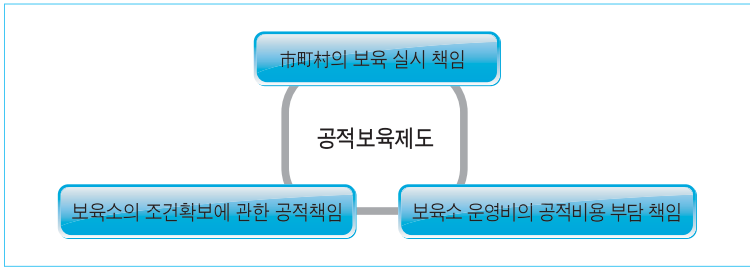 市町村의 보육 실시 책임
공적보육제도
보육소의 조건확보에 관한 공적책임
보육소 운영비의 공적비용 부담 책임